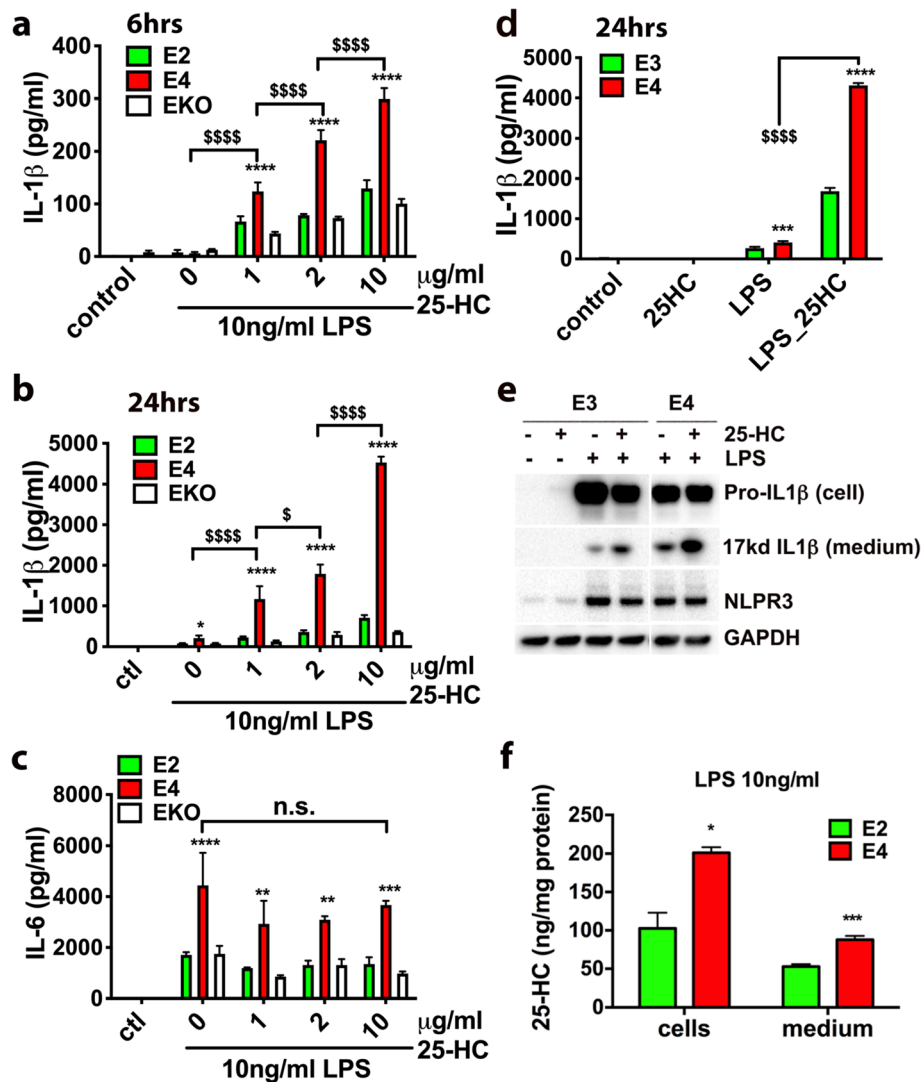 a
6hrs
E2
E4
EKO
IL-1β (pg/ml)
400
300
200
100
0
$$$$
$$$$
$$$$
****
****
****
control
0
1
2
10
μg/ml
25-HC
10ng/ml LPS
b
24hrs
E2
E4
EKO
IL-1β (pg/ml)
5000
4000
3000
2000
1000
0
$$$$
$
$$$$
*
****
****
****
ctl
0
1
2
10
μg/ml
25-HC
10ng/ml LPS
c
E2
E4
EKO
IL-6 (pg/ml)
8000
6000
4000
2000
0
n.s.
****
**
**
***
ctl
0
1
2
10
μg/ml
25-HC
10ng/ml LPS
d
24hrs
E3
E4
IL-1β (pg/ml)
5000
4000
3000
2000
1000
0
$$$$
***
****
control
25HC
LPS
LPS_25HC
e
E3 E4
- + - + - + 25-HC
- - + + + + LPS
Pro-IL1β (cell)
17kd IL1β (medium)
NLPR3
GAPDH
f
LPS 10ng/ml
E2
E4
25-HC (ng/mg protein)
250
200
150
100
50
0
*
***
cells
medium